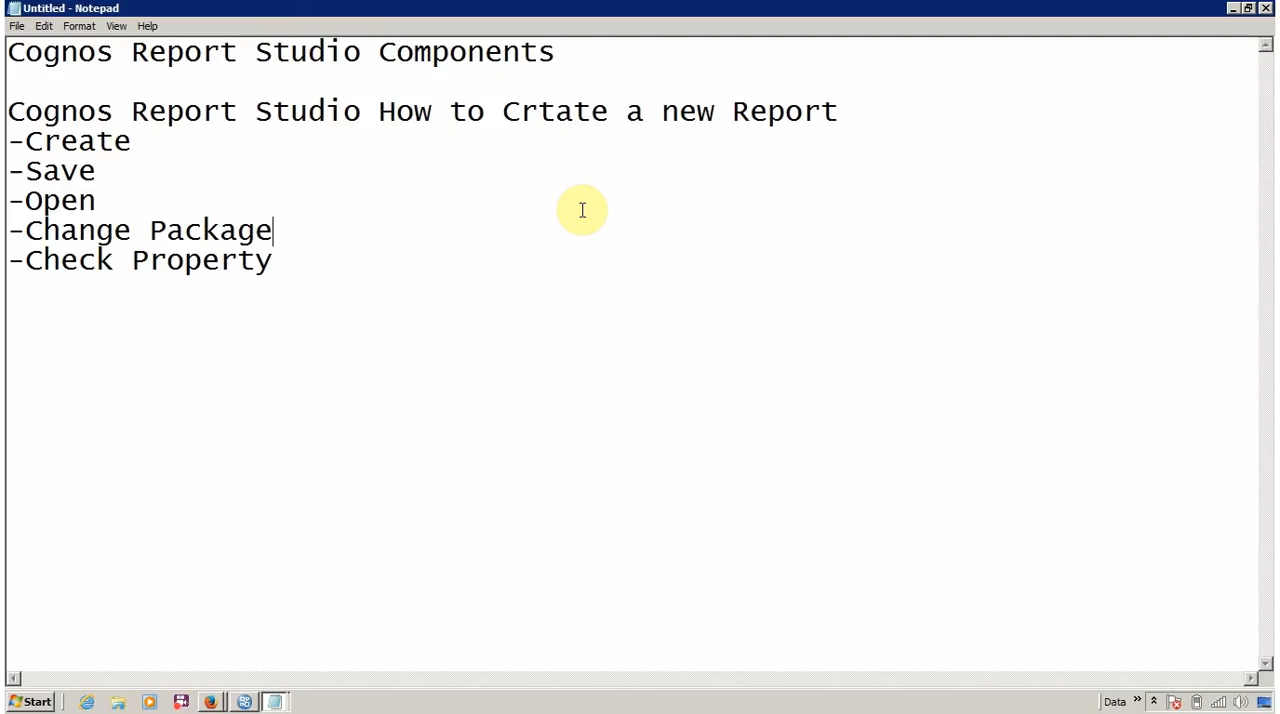 Untitled - Notepad
File Edit Format View Help
Cognos Report Studio Components
Cognos Report Studio How to Crtate a new Report
-Create
-Save
-Open
-Change Package
-Check Property
Start
Data